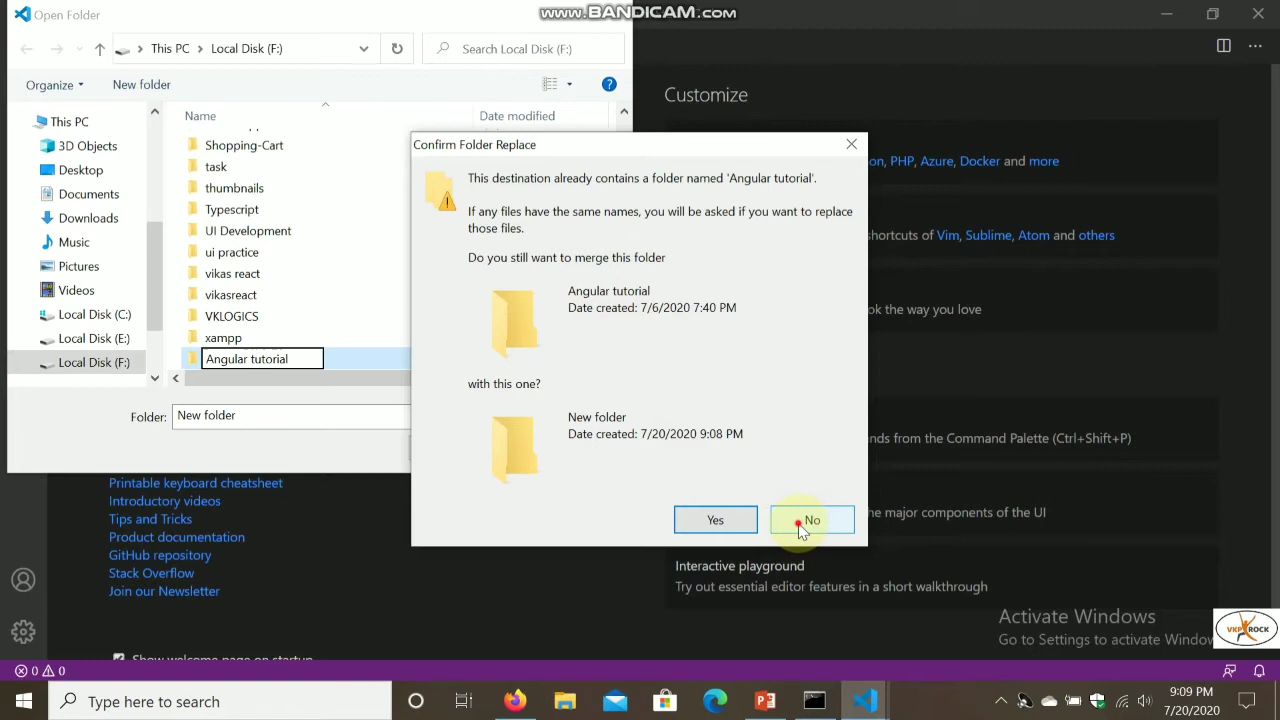 Open Folder
www.BANDICAM.com
This PC
Local Disk (F:)
Search Local Disk (F:)
Organize
New folder
Customize
Name
Date modified
This PC
3D Objects
Desktop
Documents
Downloads
Music
Pictures
Videos
Local Disk (C:)
Local Disk (E:)
Local Disk (F:)
Shopping-Cart
task
thumbnails
Typescript
UI Development
ui practice
vikas react
vikasreact
VKLOGICS
xampp
Angular tutorial
Folder:
New folder
Confirm Folder Replace
This destination already contains a folder named 'Angular tutorial'.
If any files have the same names, you will be asked if you want to replace
those files.
Do you still want to merge this folder
Angular tutorial
Date created: 7/6/2020 7:40 PM
with this one?
New folder
Date created: 7/20/2020 9:08 PM
Yes
No
on, PHP, Azure, Docker and more
shortcuts of Vim, Sublime, Atom and others
ok the way you love
nds from the Command Palette (Ctrl+Shift+P)
he major components of the UI
Interactive playground
Try out essential editor features in a short walkthrough
Printable keyboard cheatsheet
Introductory videos
Tips and Tricks
Product documentation
GitHub repository
Stack Overflow
Join our Newsletter
Show welcome page on startup
Activate Windows
Go to Settings to activate Window
VKP ROCK
0 0
Type here to search
9:09 PM
7/20/2020